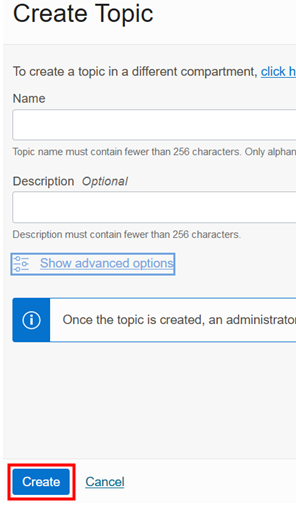 Create Topic
To create a topic in a different compartment, click h
Name
Topic name must contain fewer than 256 characters. Only alphan
Description Optional
Description must contain fewer than 256 characters.
Show advanced options
Once the topic is created, an administrator
Create Cancel